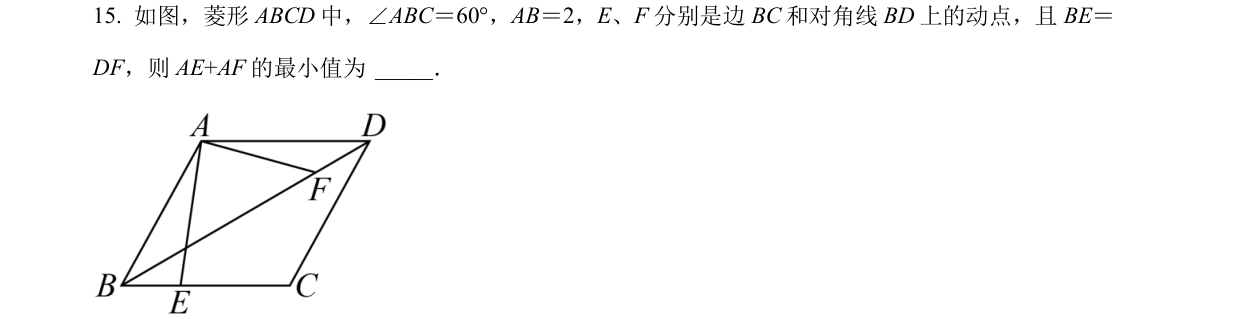 15. 如图，菱形 ABCD 中，∠ABC＝60°，AB＝2，E、F 分别是边 BC 和对角线 BD 上的动点，且 BE＝
DF，则 AE+AF 的最小值为 _____．
A
D
F
B
E
C